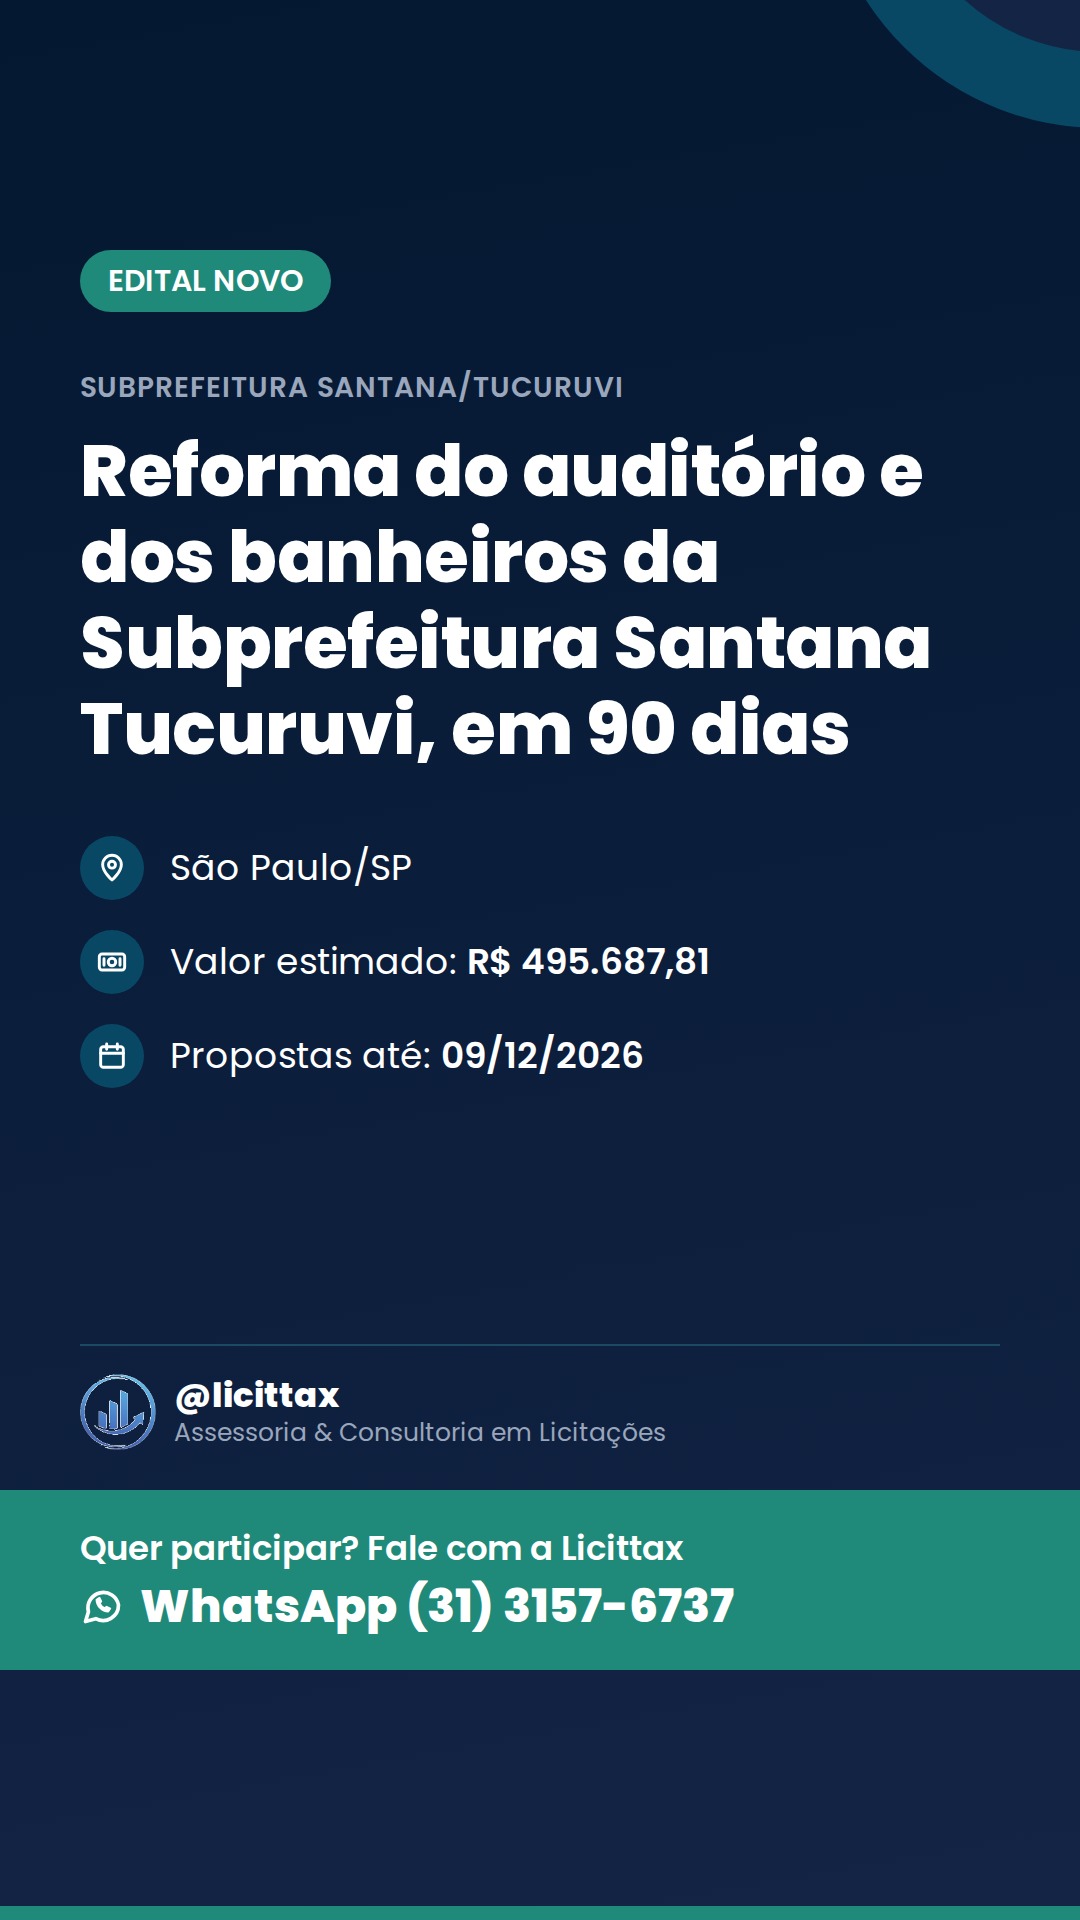 EDITAL NOVO
SUBPREFEITURA SANTANA/TUCURUVI
Reforma do auditório e
dos banheiros da
Subprefeitura Santana
Tucuruvi, em 90 dias
São Paulo/SP
Valor estimado: R$ 495.687,81
Propostas até: 09/12/2026
@licittax
Assessoria & Consultoria em Licitações
Quer participar? Fale com a Licittax
WhatsApp (31) 3157-6737